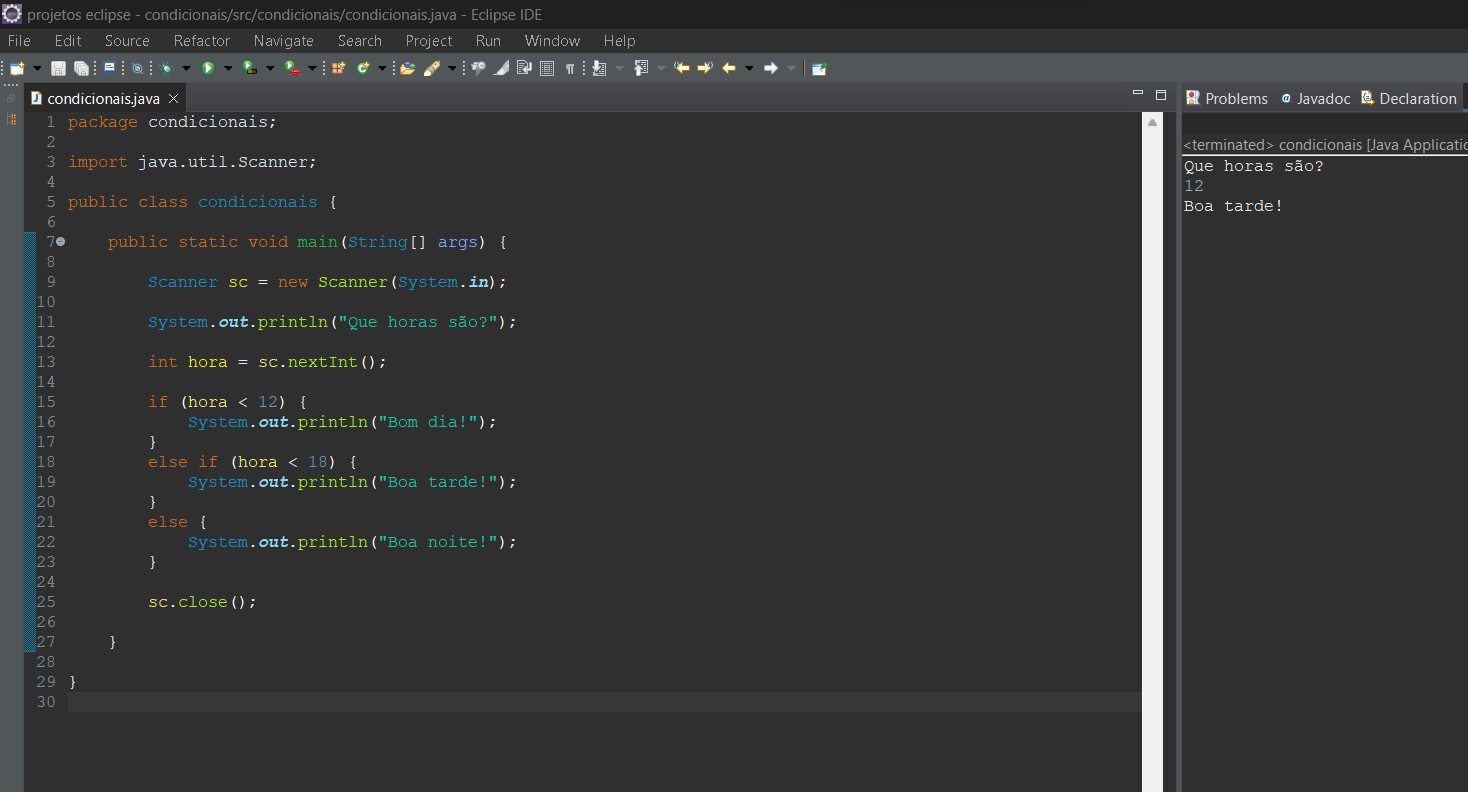 projetos eclipse - condicionais/src/condicionais/condicionais.java - Eclipse IDE
File Edit Source Refactor Navigate Search Project Run Window Help
condicionais.java
1 package condicionais;
2
3 import java.util.Scanner;
4
5 public class condicionais {
6
7 public static void main(String[] args) {
8
9 Scanner sc = new Scanner(System.in);
10
11 System.out.println("Que horas são?");
12
13 int hora = sc.nextInt();
14
15 if (hora < 12) {
16 System.out.println("Bom dia!");
17 }
18 else if (hora < 18) {
19 System.out.println("Boa tarde!");
20 }
21 else {
22 System.out.println("Boa noite!");
23 }
24
25 sc.close();
26
27 }
28
29 }
30
Problems Javadoc Declaration
<terminated> condicionais [Java Applicatio
Que horas são?
12
Boa tarde!